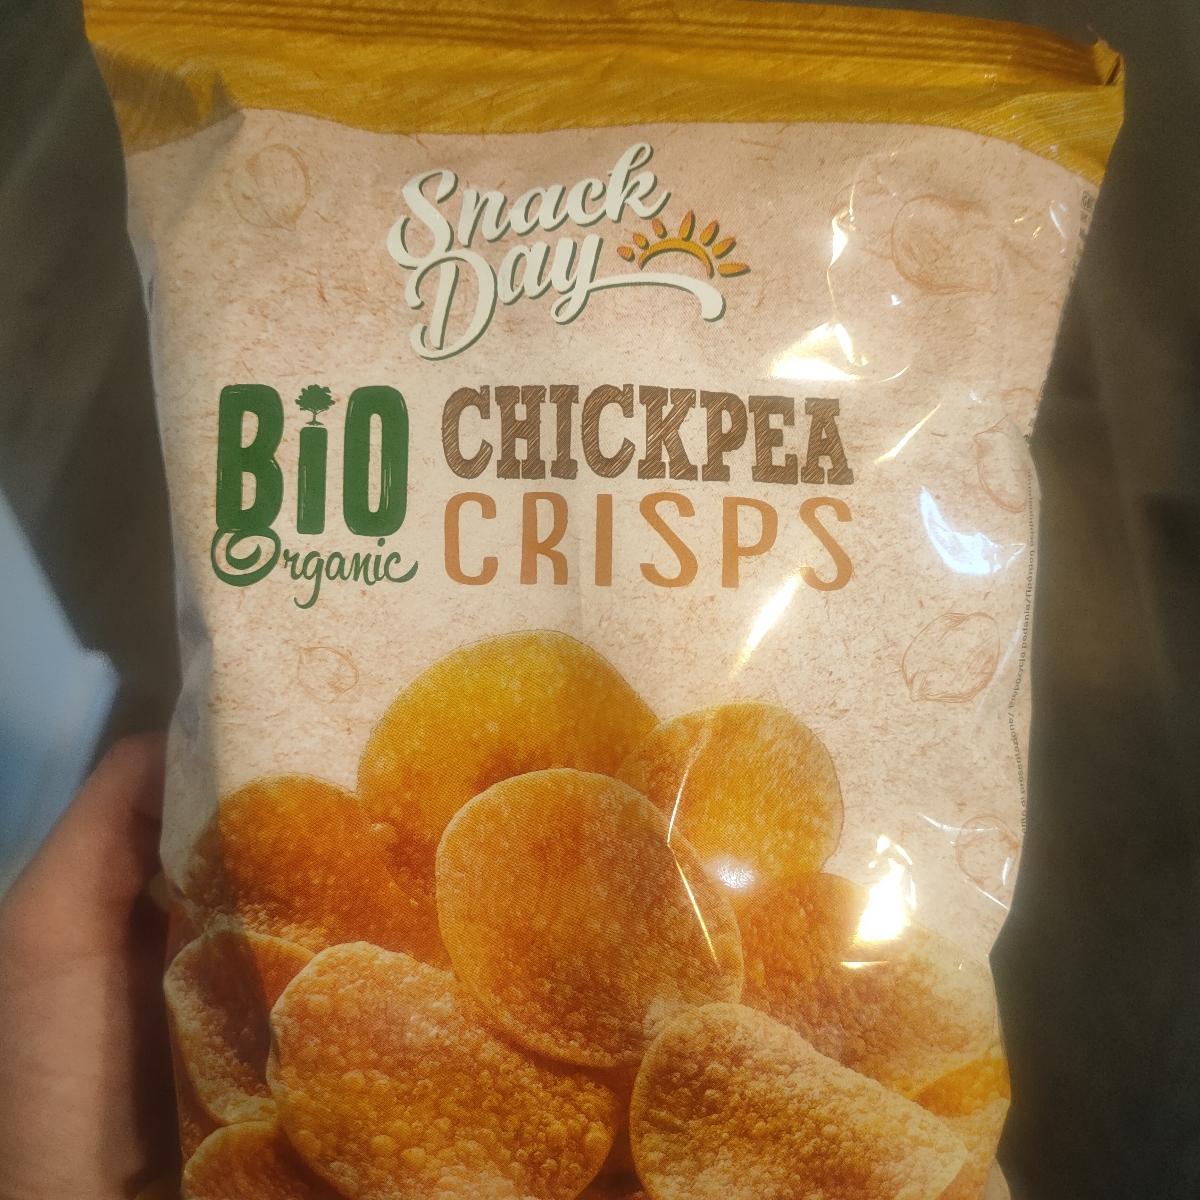 Snack
Day
BiO
Organic
CHICKPEA
CRISPS